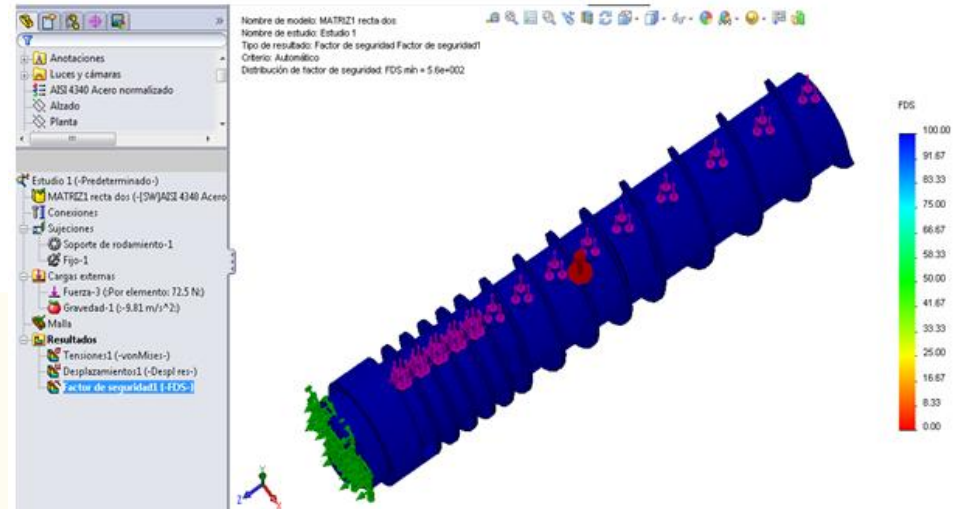 Nombre de modelo: MATRIZ1 recta dos
Nombre de estudio: Estudio 1
Tipo de resultado: Factor de seguridad Factor de seguridad1
Criterio: Automático
Distribución de factor de seguridad: FDS min = 5.6e+002
Anotaciones
Luces y cámaras
AISI 4340 Acero normalizado
Alzado
Planta
Estudio 1 (-Predeterminado-)
MATRIZ1 recta dos (-[SW]AISI 4340 Acero
Conexiones
Sujeciones
Soporte de rodamiento-1
Fijo-1
Cargas externas
Fuerza-3 (:Por elemento: 72.5 N:)
Gravedad-1 (:-9.81 m/s^2:)
Malla
Resultados
Tensiones1 (-vonMises-)
Desplazamientos1 (-Despl res-)
Factor de seguridad1 (-FDS-)
FDS
100.00
91.67
83.33
75.00
66.67
58.33
50.00
41.67
33.33
25.00
16.67
8.33
0.00
Y
Z
X